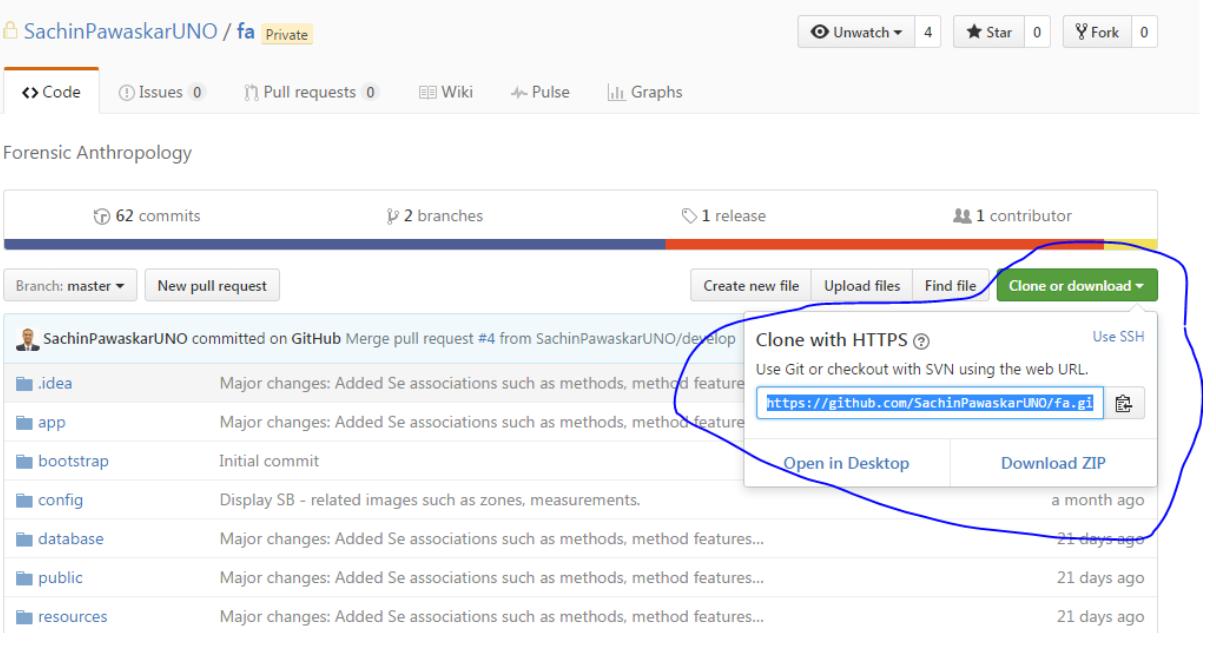 SachinPawaskarUNO / fa Private Unwatch 4 Star 0 Fork 0
Code Issues 0 Pull requests 0 Wiki Pulse Graphs
Forensic Anthropology
62 commits 2 branches 1 release 1 contributor
Branch: master New pull request Create new file Upload files Find file Clone or download
SachinPawaskarUNO committed on GitHub Merge pull request #4 from SachinPawaskarUNO/develop
Clone with HTTPS ? Use SSH
Use Git or checkout with SVN using the web URL.
https://github.com/SachinPawaskarUNO/fa.gi
Open in Desktop Download ZIP
.idea Major changes: Added Se associations such as methods, method feature
app Major changes: Added Se associations such as methods, method feature
bootstrap Initial commit
config Display SB - related images such as zones, measurements. a month ago
database Major changes: Added Se associations such as methods, method features... 21 days ago
public Major changes: Added Se associations such as methods, method features... 21 days ago
resources Major changes: Added Se associations such as methods, method features... 21 days ago